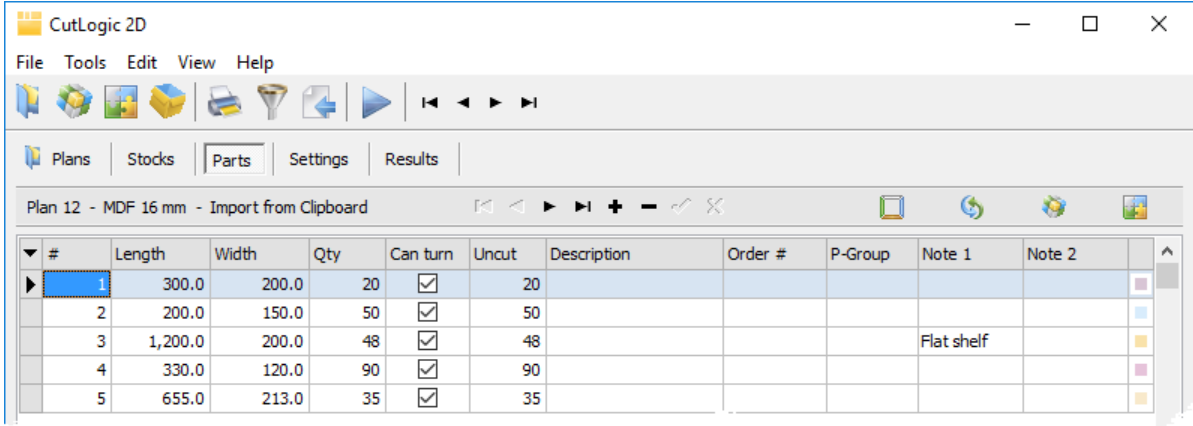 CutLogic 2D
File Tools Edit View Help
Plans Stocks Parts Settings Results
Plan 12 - MDF 16 mm - Import from Clipboard
# Length Width Qty Can turn Uncut Description Order # P-Group Note 1 Note 2
1 300.0 200.0 20 20
2 200.0 150.0 50 50
3 1,200.0 200.0 48 48 Flat shelf
4 330.0 120.0 90 90
5 655.0 213.0 35 35